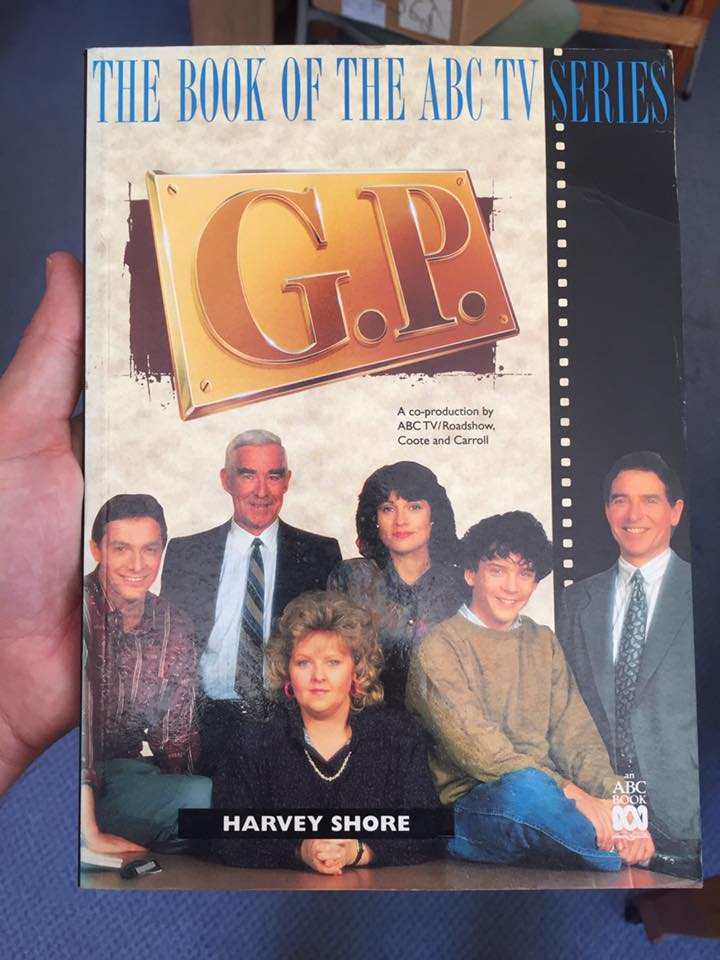 THE BOOK OF THE ABC TV SERIES
G.P.
A co-production by
ABC TV/Roadshow,
Coote and Carroll
HARVEY SHORE
an
ABC
BOOK